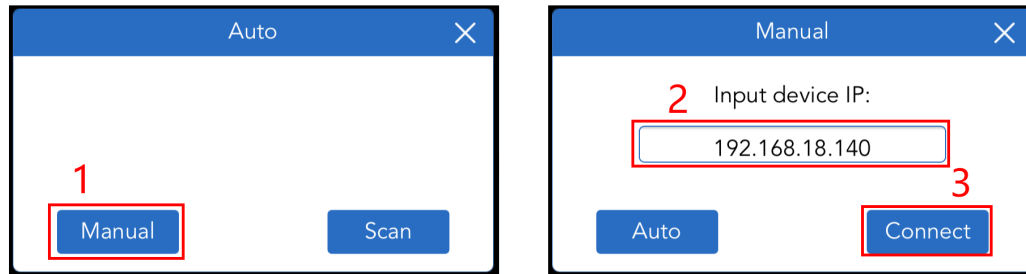 Auto
1
Manual
Scan
Manual
Input device IP:
2
192.168.18.140
3
Auto
Connect